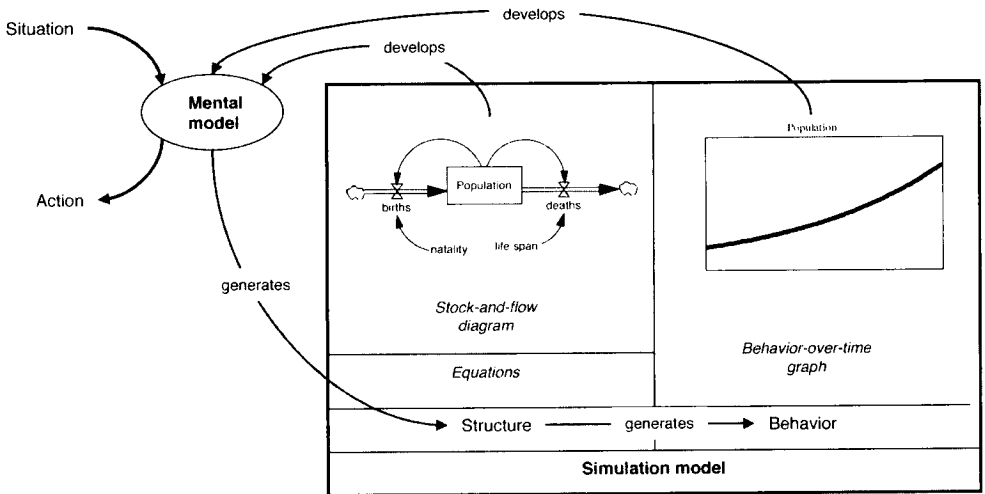 develops
Situation
develops
Mental
model
Population
Population
Action
births
deaths
natality
life span
generates
Stock-and-flow
diagram
Behavior-over-time
graph
Equations
Structure
generates
Behavior
Simulation model